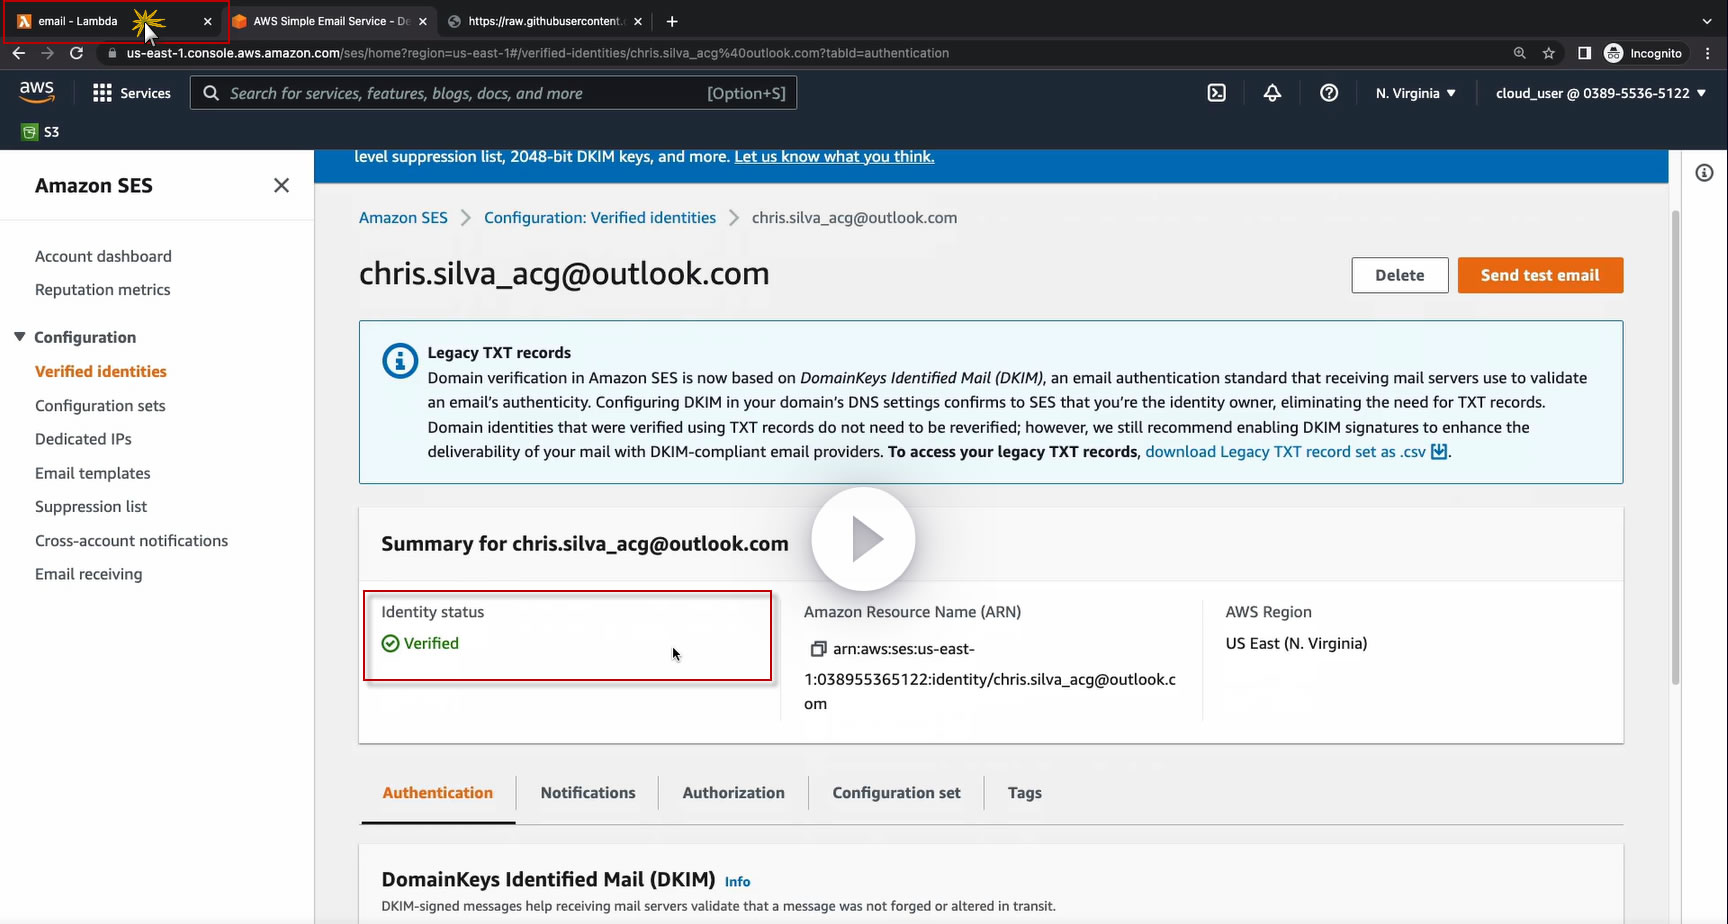 email - Lambda
AWS Simple Email Service - De
https://raw.githubusercontent.
us-east-1.console.aws.amazon.com/ses/home?region=us-east-1#/verified-identities/chris.silva_acg%40outlook.com?tabId=authentication
Incognito
aws
Services
Search for services, features, blogs, docs, and more
[Option+S]
N. Virginia ▼
cloud_user @ 0389-5536-5122 ▼
S3
level suppression list, 2048-bit DKIM keys, and more. Let us know what you think.
Amazon SES
Account dashboard
Reputation metrics
Configuration
Verified identities
Configuration sets
Dedicated IPs
Email templates
Suppression list
Cross-account notifications
Email receiving
Amazon SES > Configuration: Verified identities > chris.silva_acg@outlook.com
chris.silva_acg@outlook.com
Delete
Send test email
Legacy TXT records
Domain verification in Amazon SES is now based on DomainKeys Identified Mail (DKIM), an email authentication standard that receiving mail servers use to validate
an email's authenticity. Configuring DKIM in your domain's DNS settings confirms to SES that you're the identity owner, eliminating the need for TXT records.
Domain identities that were verified using TXT records do not need to be reverified; however, we still recommend enabling DKIM signatures to enhance the
deliverability of your mail with DKIM-compliant email providers. To access your legacy TXT records, download Legacy TXT record set as .csv.
Summary for chris.silva_acg@outlook.com
Identity status
Verified
Amazon Resource Name (ARN)
arn:aws:ses:us-east-
1:038955365122:identity/chris.silva_acg@outlook.c
om
AWS Region
US East (N. Virginia)
Authentication
Notifications
Authorization
Configuration set
Tags
DomainKeys Identified Mail (DKIM) Info
DKIM-signed messages help receiving mail servers validate that a message was not forged or altered in transit.